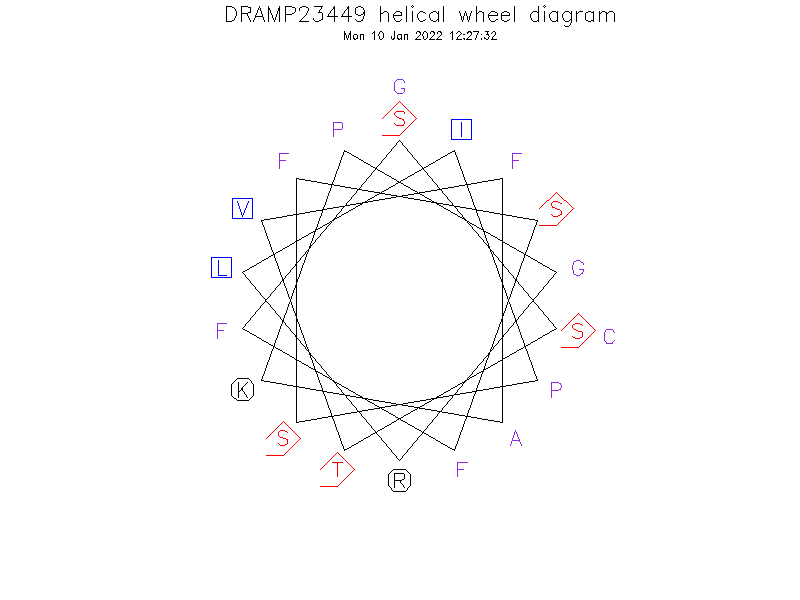 DRAMP23449 helical wheel diagram
Mon 10 Jan 2022 12:27:32
G
S
P I
F F
V S
L G
F S C
K P
S A
T F
R